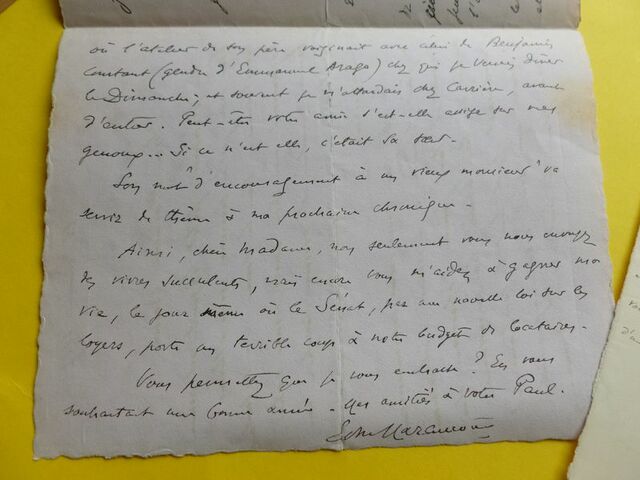 où l'atelier de son père voisinait avec celui de Benjamin
Constant (gendre d'Emmanuel Arago) chez qui je venais dîner
le Dimanche; et souvent je m'attardais chez Carrière, avant
d'entrer. Peut-être votre amie s'est-elle assise sur mes
genoux... Si ce n'est elle, c'était sa sœur.
Son mot "d'encouragement à un vieux monsieur" va
servir de thème à ma prochaine chronique.
Ainsi, chère Madame, non seulement vous nous envoyez
des vivres succulents, mais encore vous m'aidez à gagner ma
vie, le jour même où le Sénat, par une nouvelle loi sur les
loyers, porte un terrible coup à notre budget de locataires.
Vous permettez que je vous embrasse? En vous
souhaitant une bonne année. Mes amitiés à votre Paul.